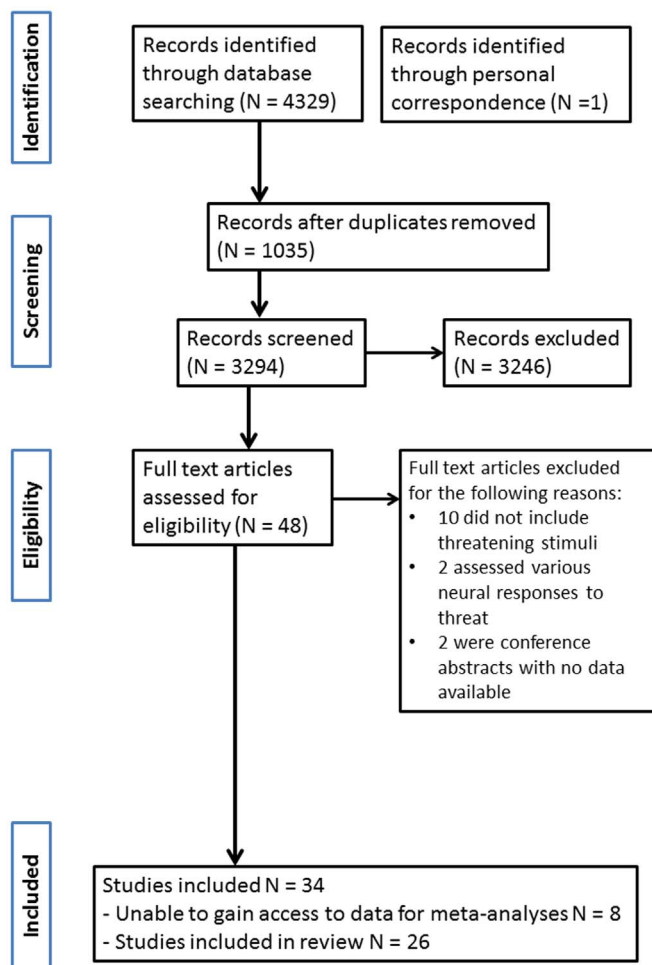 Identification
Records identified
through database
searching (N = 4329)
Records identified
through personal
correspondence (N =1)
Screening
Records after duplicates removed
(N = 1035)
Records screened
(N = 3294)
Records excluded
(N = 3246)
Eligibility
Full text articles
assessed for
eligibility (N = 48)
Full text articles excluded
for the following reasons:
• 10 did not include
threatening stimuli
• 2 assessed various
neural responses to
threat
• 2 were conference
abstracts with no data
available
Included
Studies included N = 34
- Unable to gain access to data for meta-analyses N = 8
- Studies included in review N = 26